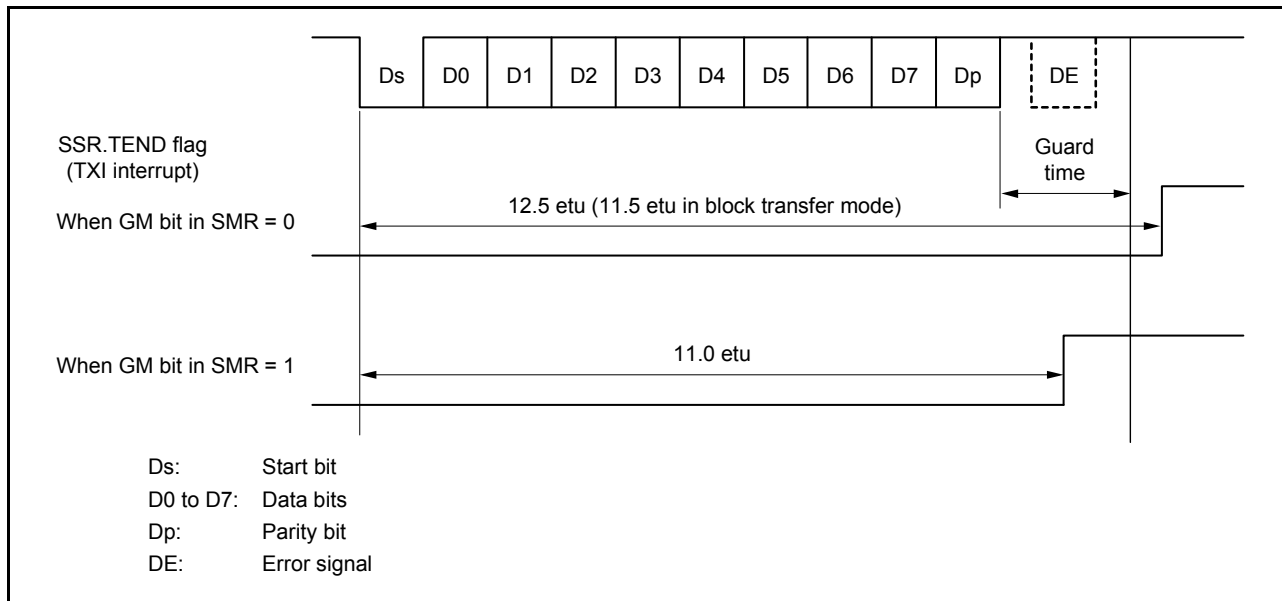 Ds D0 D1 D2 D3 D4 D5 D6 D7 Dp DE
SSR.TEND flag
(TXI interrupt)
Guard
time
When GM bit in SMR = 0
12.5 etu (11.5 etu in block transfer mode)
When GM bit in SMR = 1
11.0 etu
Ds: Start bit
D0 to D7: Data bits
Dp: Parity bit
DE: Error signal